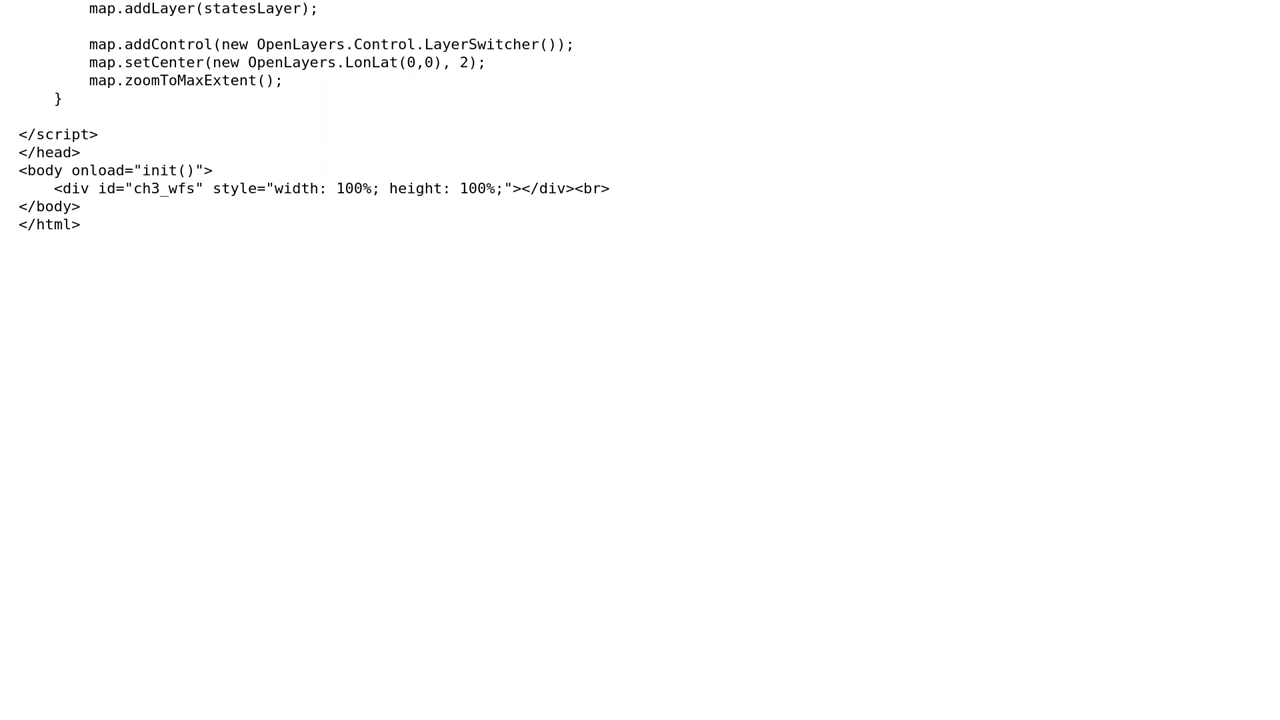 map.addLayer(statesLayer);
map.addControl(new OpenLayers.Control.LayerSwitcher());
map.setCenter(new OpenLayers.LonLat(0,0), 2);
map.zoomToMaxExtent();
}
</script>
</head>
<body onload="init()">
<div id="ch3_wfs" style="width: 100%; height: 100%;"></div><br>
</body>
</html>